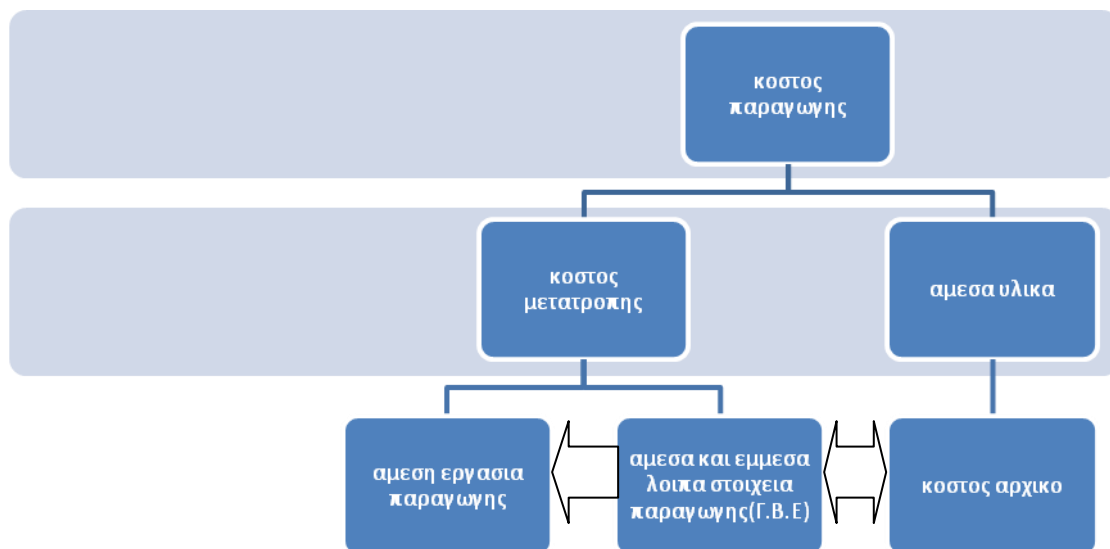 κοστος
παραγωγης
κοστος
μετατροπης
αμεσα υλικα
αμεση εργασια
παραγωγης
αμεσα και εμμεσα
λοιπα στοιχεια
παραγωγης(Γ.Β.Ε)
κοστος αρχικο